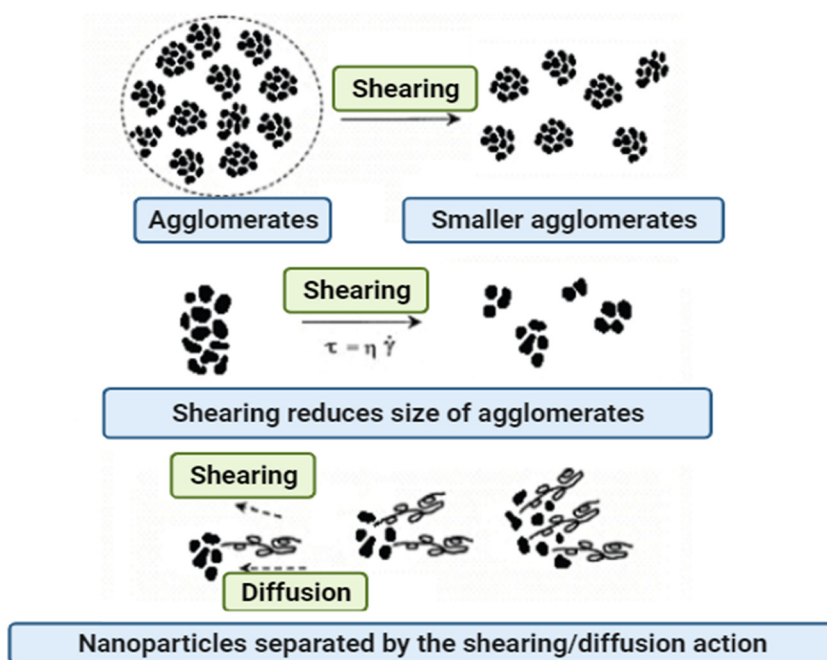 Shearing
Agglomerates
Smaller agglomerates
Shearing
τ = η γ̇
Shearing reduces size of agglomerates
Shearing
Diffusion
Nanoparticles separated by the shearing/diffusion action